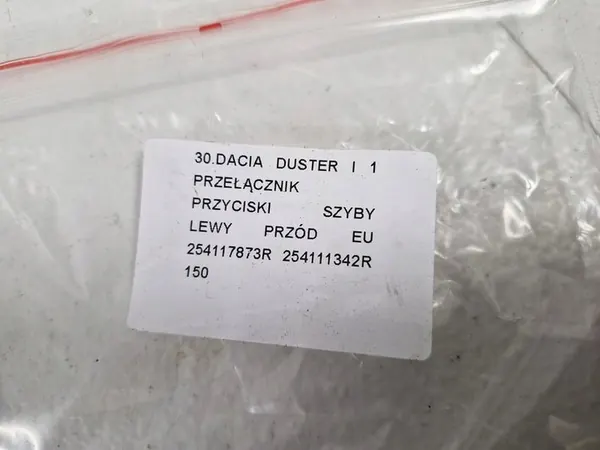 30.DACIA DUSTER I 1
PRZEŁĄCZNIK
PRZYCISKI SZYBY
LEWY PRZÓD EU
254117873R 254111342R
150